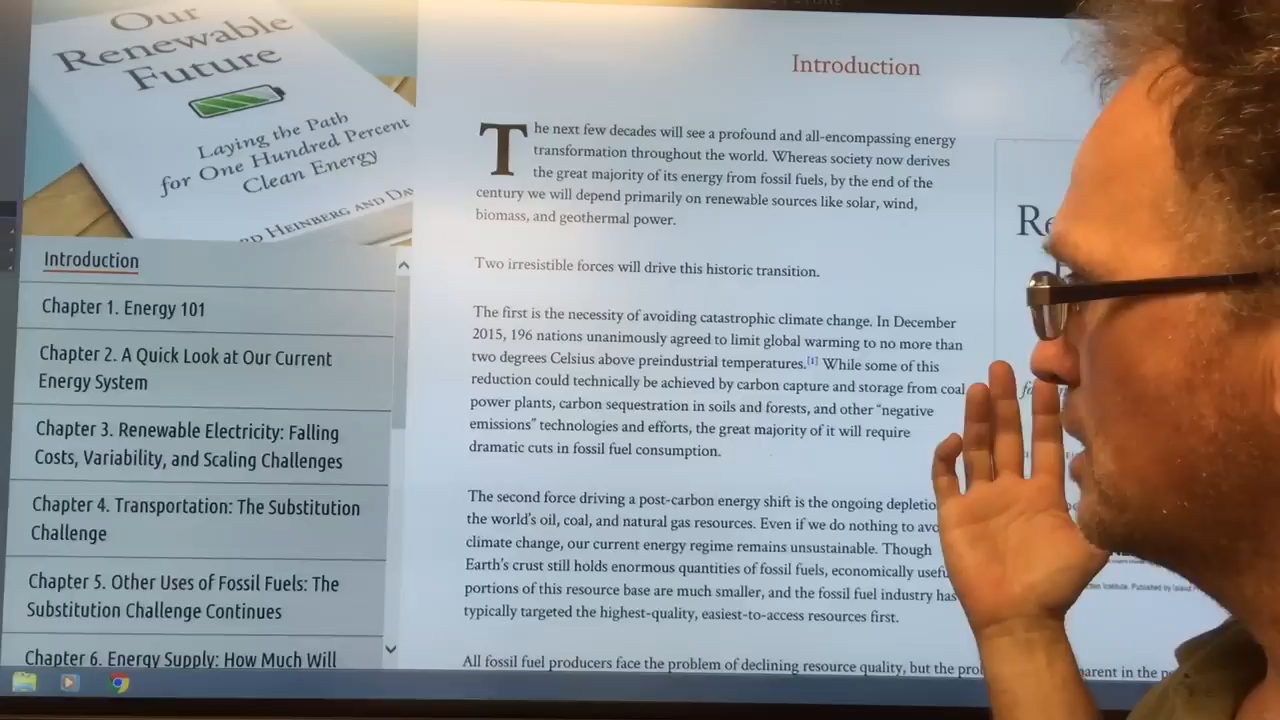 Our
Renewable
Future
Laying the Path
for One Hundred Percent
Clean Energy
HEINBERG AND
Introduction
Chapter 1. Energy 101
Chapter 2. A Quick Look at Our Current
Energy System
Chapter 3. Renewable Electricity: Falling
Costs, Variability, and Scaling Challenges
Chapter 4. Transportation: The Substitution
Challenge
Chapter 5. Other Uses of Fossil Fuels: The
Substitution Challenge Continues
Chapter 6. Energy Supply: How Much Will
Introduction
The next few decades will see a profound and all-encompassing energy
transformation throughout the world. Whereas society now derives
the great majority of its energy from fossil fuels, by the end of the
century we will depend primarily on renewable sources like solar, wind,
biomass, and geothermal power.
Two irresistible forces will drive this historic transition.
The first is the necessity of avoiding catastrophic climate change. In December
2015, 196 nations unanimously agreed to limit global warming to no more than
two degrees Celsius above preindustrial temperatures.[1] While some of this
reduction could technically be achieved by carbon capture and storage from coal
power plants, carbon sequestration in soils and forests, and other “negative
emissions” technologies and efforts, the great majority of it will require
dramatic cuts in fossil fuel consumption.
The second force driving a post-carbon energy shift is the ongoing depletio
the world's oil, coal, and natural gas resources. Even if we do nothing to avo
climate change, our current energy regime remains unsustainable. Though
Earth's crust still holds enormous quantities of fossil fuels, economically usefu
portions of this resource base are much smaller, and the fossil fuel industry has
typically targeted the highest-quality, easiest-to-access resources first.
All fossil fuel producers face the problem of declining resource quality, but the pro arent in the p
Re